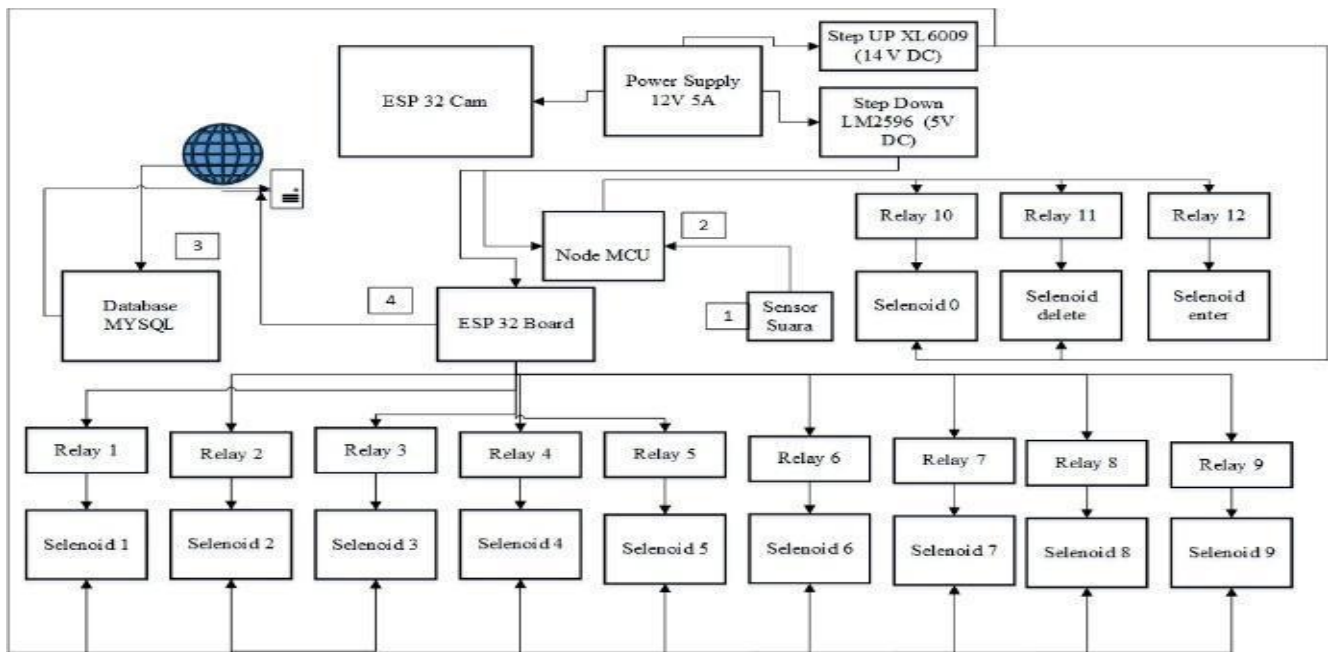 Step UP XL6009
(14 V DC)
ESP 32 Cam
Power Supply
12V 5A
Step Down
LM2596 (5V
DC)
Relay 10
Relay 11
Relay 12
2
Node MCU
3
Database
MYSQL
4
ESP 32 Board
1
Sensor
Suara
Selenoid 0
Selenoid
delete
Selenoid
enter
Relay 1
Relay 2
Relay 3
Relay 4
Relay 5
Relay 6
Relay 7
Relay 8
Relay 9
Selenoid 1
Selenoid 2
Selenoid 3
Selenoid 4
Selenoid 5
Selenoid 6
Selenoid 7
Selenoid 8
Selenoid 9